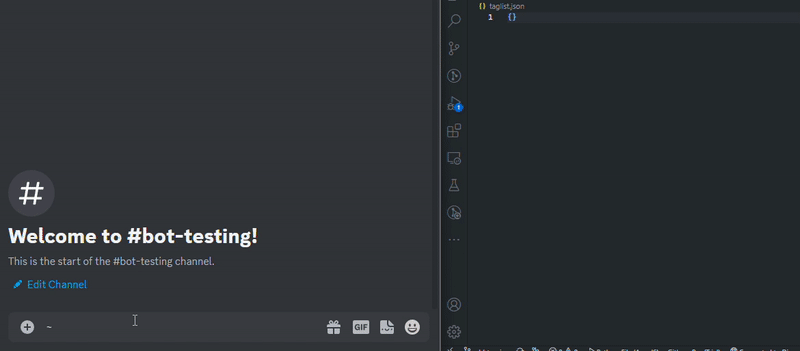 Welcome to #bot-testing!
This is the start of the #bot-testing channel.
Edit Channel
~
GIF
{} taglist.json
1 {}
1